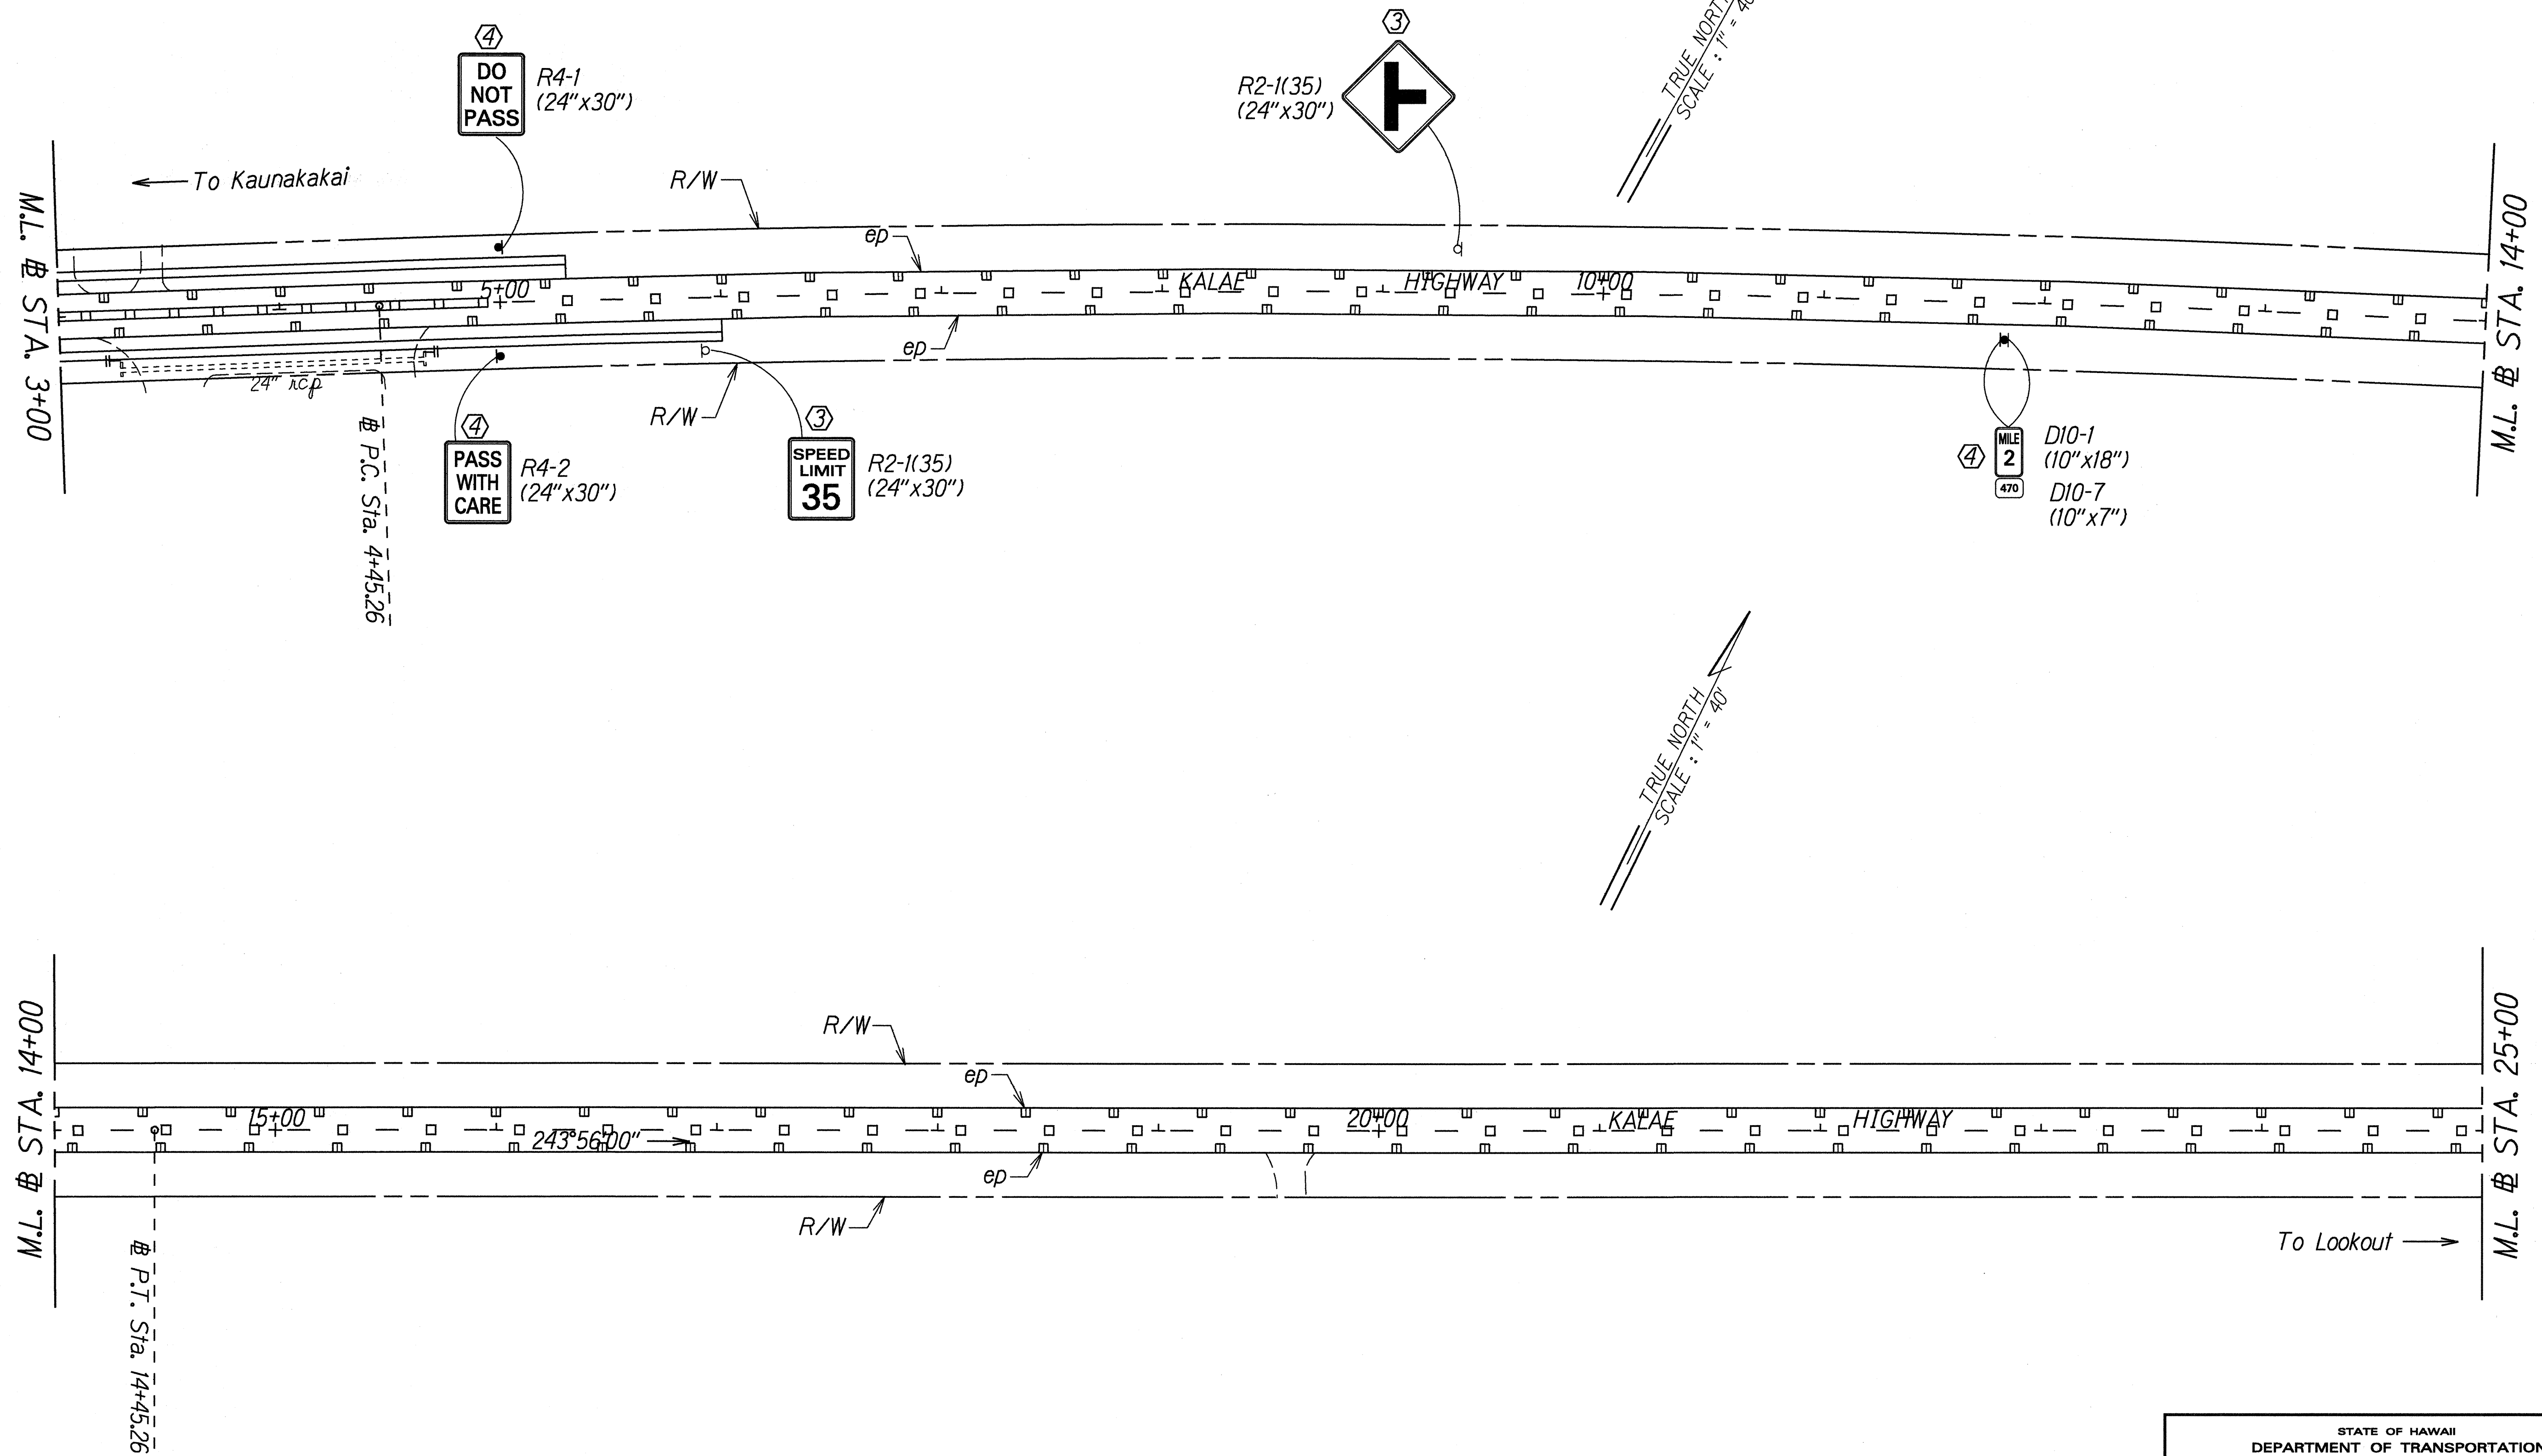 4
DO
NOT
PASS
R4-1
(24"x30")
3
R2-1(35)
(24"x30")
TRUE NORTH
SCALE : 1" = 40'
To Kaunakakai
R/W
ep
M.L. ⅊ STA. 3+00
M.L. ⅊ STA. 14+00
5+00
KALAE HIGHWAY
10+00
ep
24" rcp
R/W
⅊ P.C. Sta. 4+45.26
4
PASS
WITH
CARE
R4-2
(24"x30")
3
SPEED
LIMIT
35
R2-1(35)
(24"x30")
4
MILE
2
470
D10-1
(10"x18")
D10-7
(10"x7")
TRUE NORTH
SCALE : 1" = 40'
M.L. ⅊ STA. 14+00
M.L. ⅊ STA. 25+00
R/W
ep
15+00
243°56'00"
20+00
KALAE HIGHWAY
ep
R/W
To Lookout
⅊ P.T. Sta. 14+45.26
STATE OF HAWAII
DEPARTMENT OF TRANSPORTATION